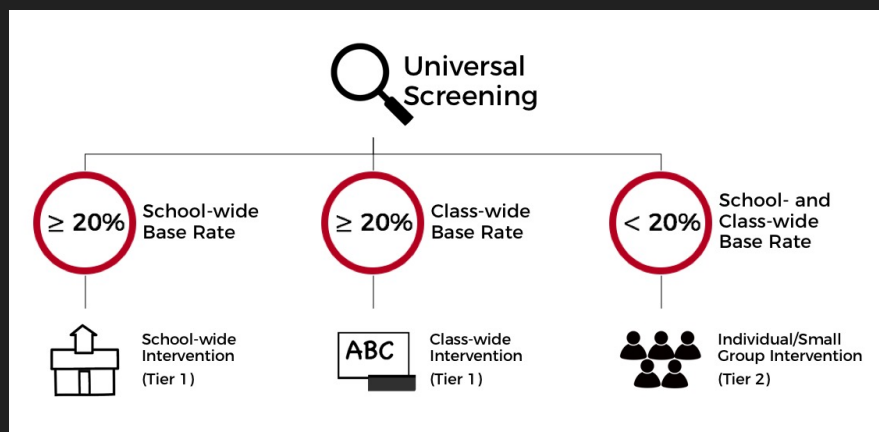 Universal
Screening
≥ 20%
School-wide
Base Rate
≥ 20%
Class-wide
Base Rate
< 20%
School- and
Class-wide
Base Rate
School-wide
Intervention
(Tier 1)
ABC
Class-wide
Intervention
(Tier 1)
Individual/Small
Group Intervention
(Tier 2)